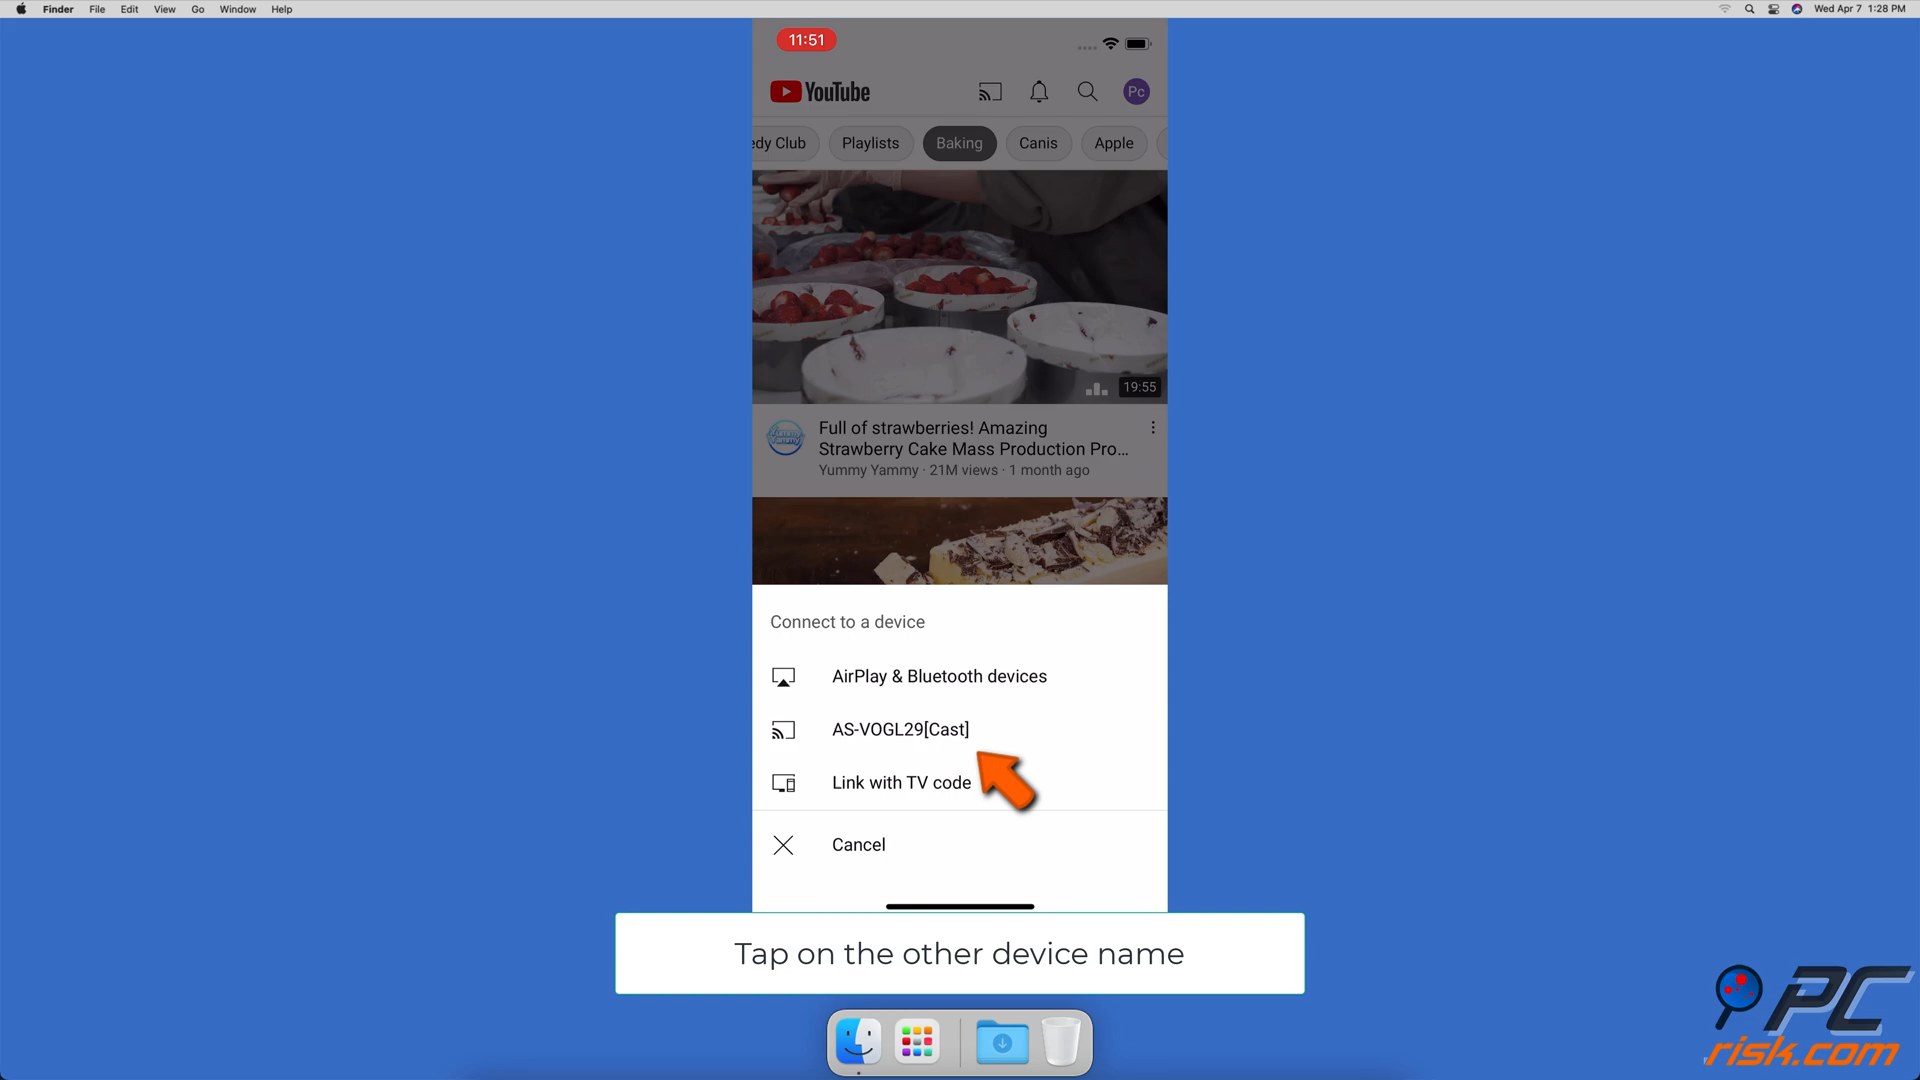 Finder File Edit View Go Window Help
Wed Apr 7 1:28 PM
11:51
YouTube
Pc
edy Club Playlists Baking Canis Apple
19:55
Yummy Yammy
Full of strawberries! Amazing
Strawberry Cake Mass Production Pro...
Yummy Yammy · 21M views · 1 month ago
Connect to a device
AirPlay & Bluetooth devices
AS-VOGL29[Cast]
Link with TV code
Cancel
Tap on the other device name
PC
risk.com